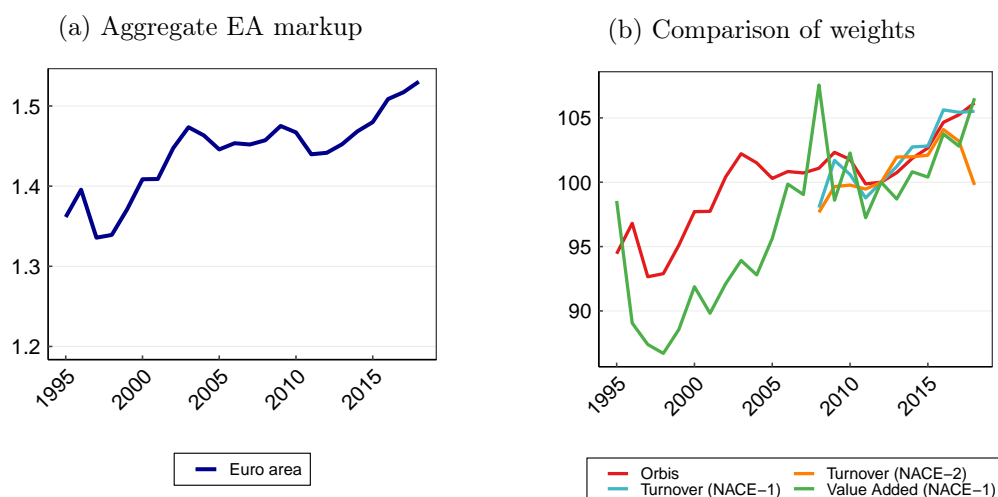 (a) Aggregate EA markup
1.5
1.4
1.3
1.2
1995
2000
2005
2010
2015
Euro area
(b) Comparison of weights
105
100
95
90
1995
2000
2005
2010
2015
Orbis
Turnover (NACE−1)
Turnover (NACE−2)
Value Added (NACE−1)